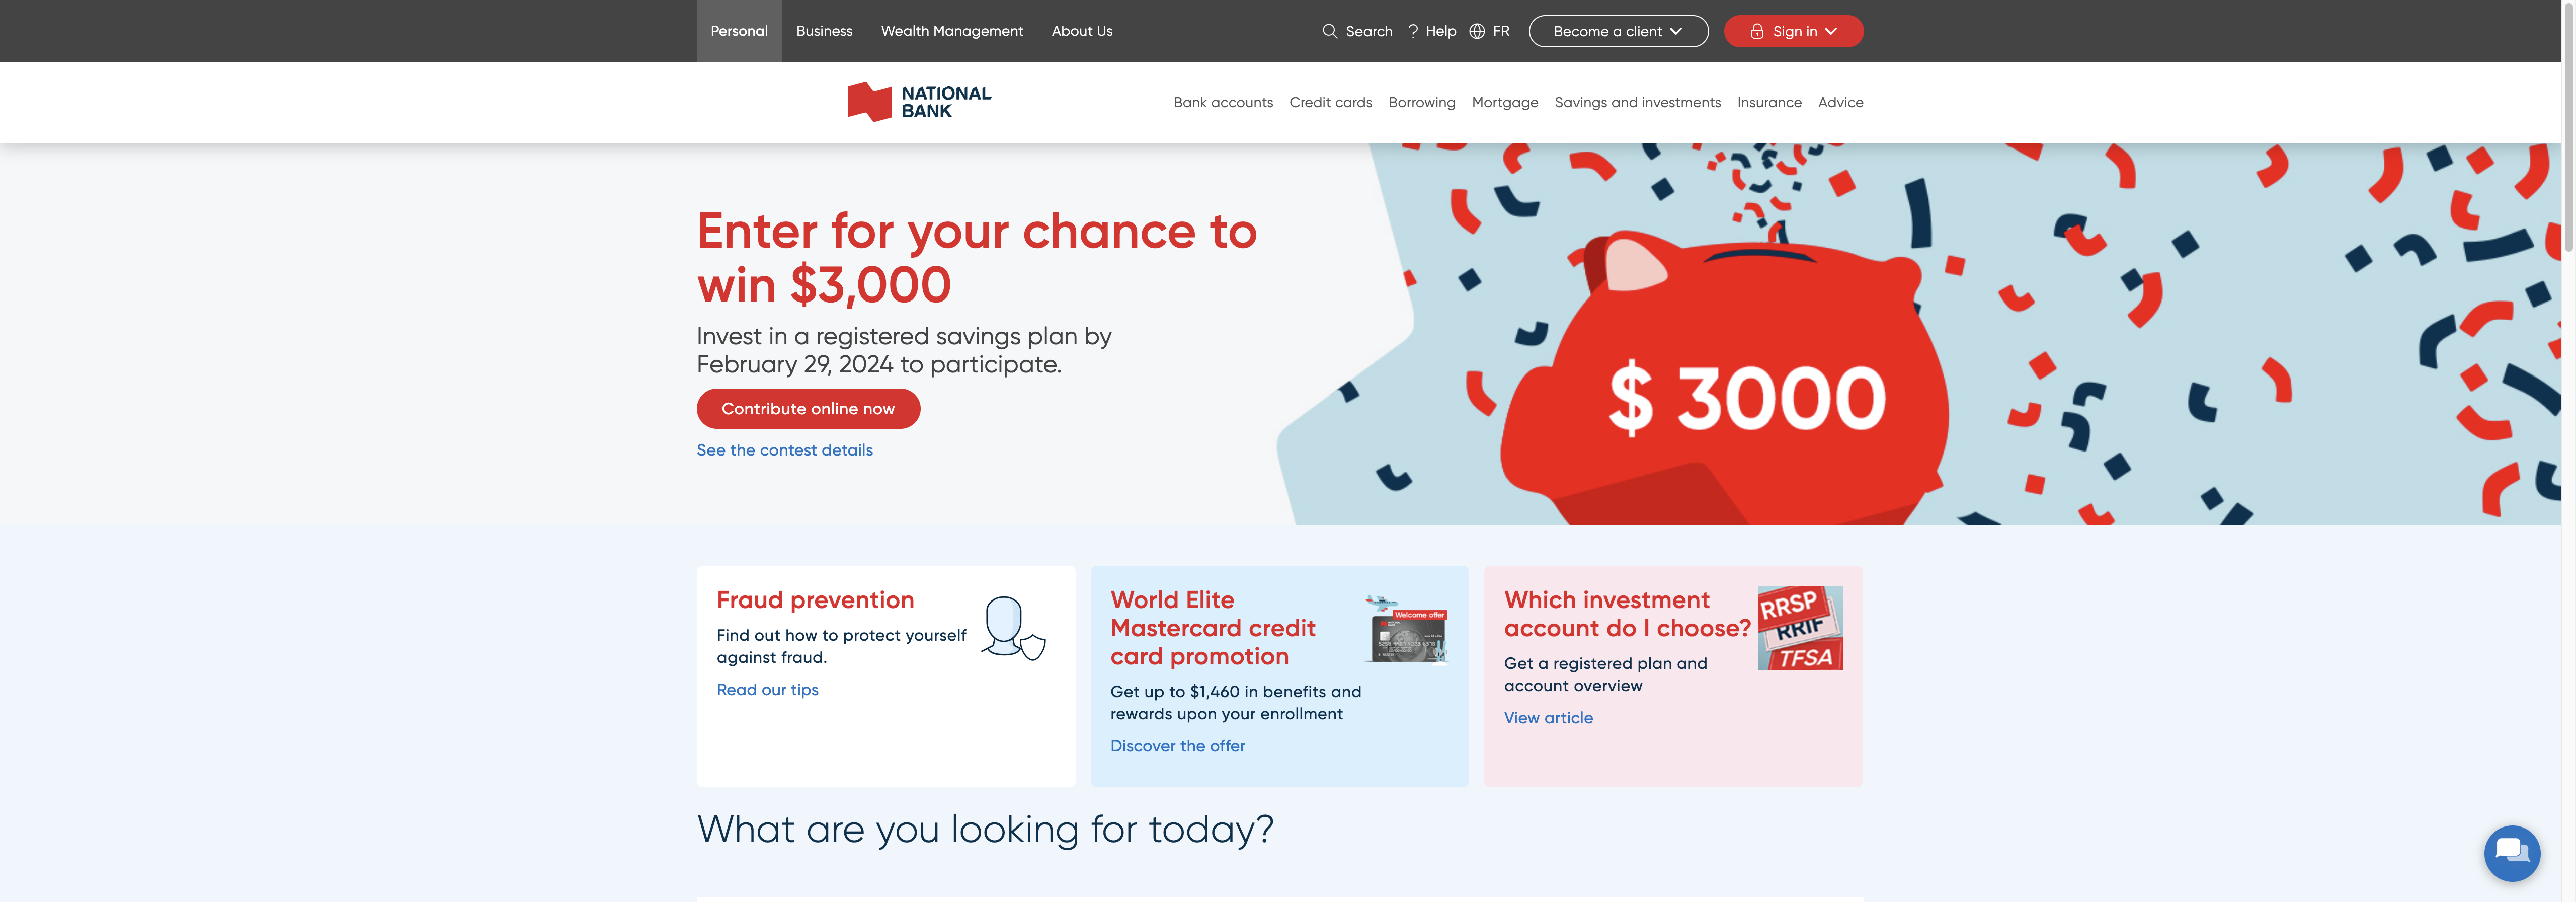 Personal Business Wealth Management About Us Search Help FR Become a client Sign in
NATIONAL
BANK
Bank accounts Credit cards Borrowing Mortgage Savings and investments Insurance Advice
Enter for your chance to
win $3,000
Invest in a registered savings plan by
February 29, 2024 to participate.
Contribute online now
See the contest details
$ 3000
Fraud prevention
Find out how to protect yourself
against fraud.
Read our tips
World Elite
Mastercard credit
card promotion
Welcome offer
Get up to $1,460 in benefits and
rewards upon your enrollment
Discover the offer
Which investment
account do I choose?
RRSP
RRIF
TFSA
Get a registered plan and
account overview
View article
What are you looking for today?